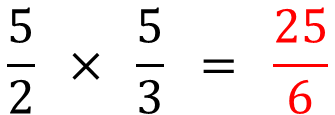 5/2 × 5/3 = 25/6